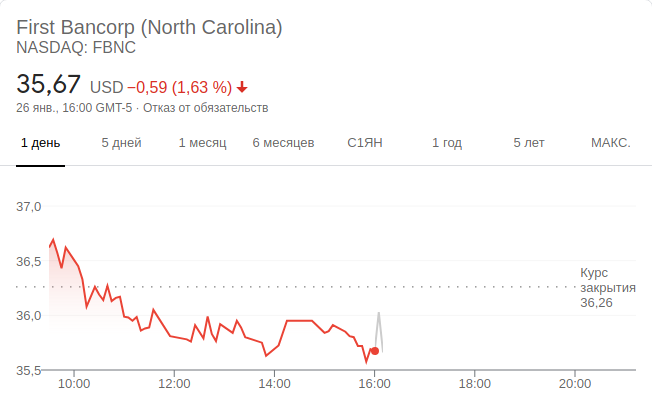 First Bancorp (North Carolina)
NASDAQ: FBNC
35,67 USD −0,59 (1,63 %)
26 янв., 16:00 GMT-5 · Отказ от обязательств
1 день 5 дней 1 месяц 6 месяцев С1ЯН 1 год 5 лет МАКС.
37,0
36,5
Курс
закрытия
36,26
36,0
35,5
10:00 12:00 14:00 16:00 18:00 20:00